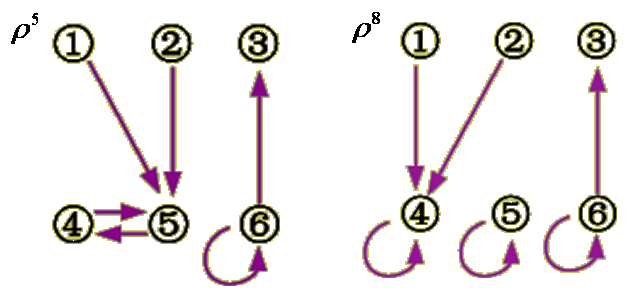 ρ⁵ ① ② ③ ρ⁸ ① ② ③
④ ⑤ ⑥ ④ ⑤ ⑥